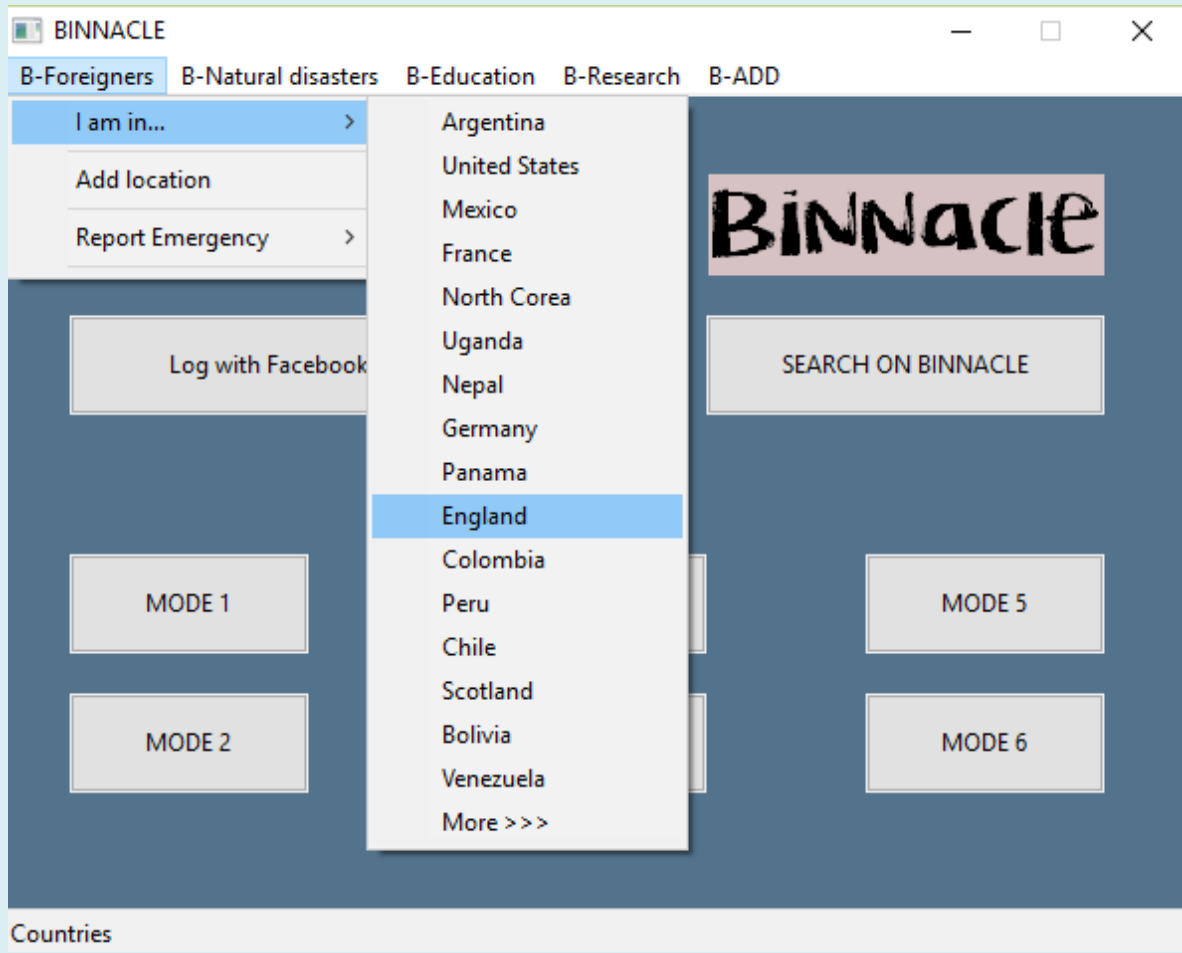 BINNACLE
B-Foreigners B-Natural disasters B-Education B-Research B-ADD
I am in... >
Add location
Report Emergency >
Argentina
United States
Mexico
France
North Corea
Uganda
Nepal
Germany
Panama
England
Colombia
Peru
Chile
Scotland
Bolivia
Venezuela
More >>>
BiNNacle
Log with Facebook
SEARCH ON BINNACLE
MODE 1
MODE 5
MODE 2
MODE 6
Countries